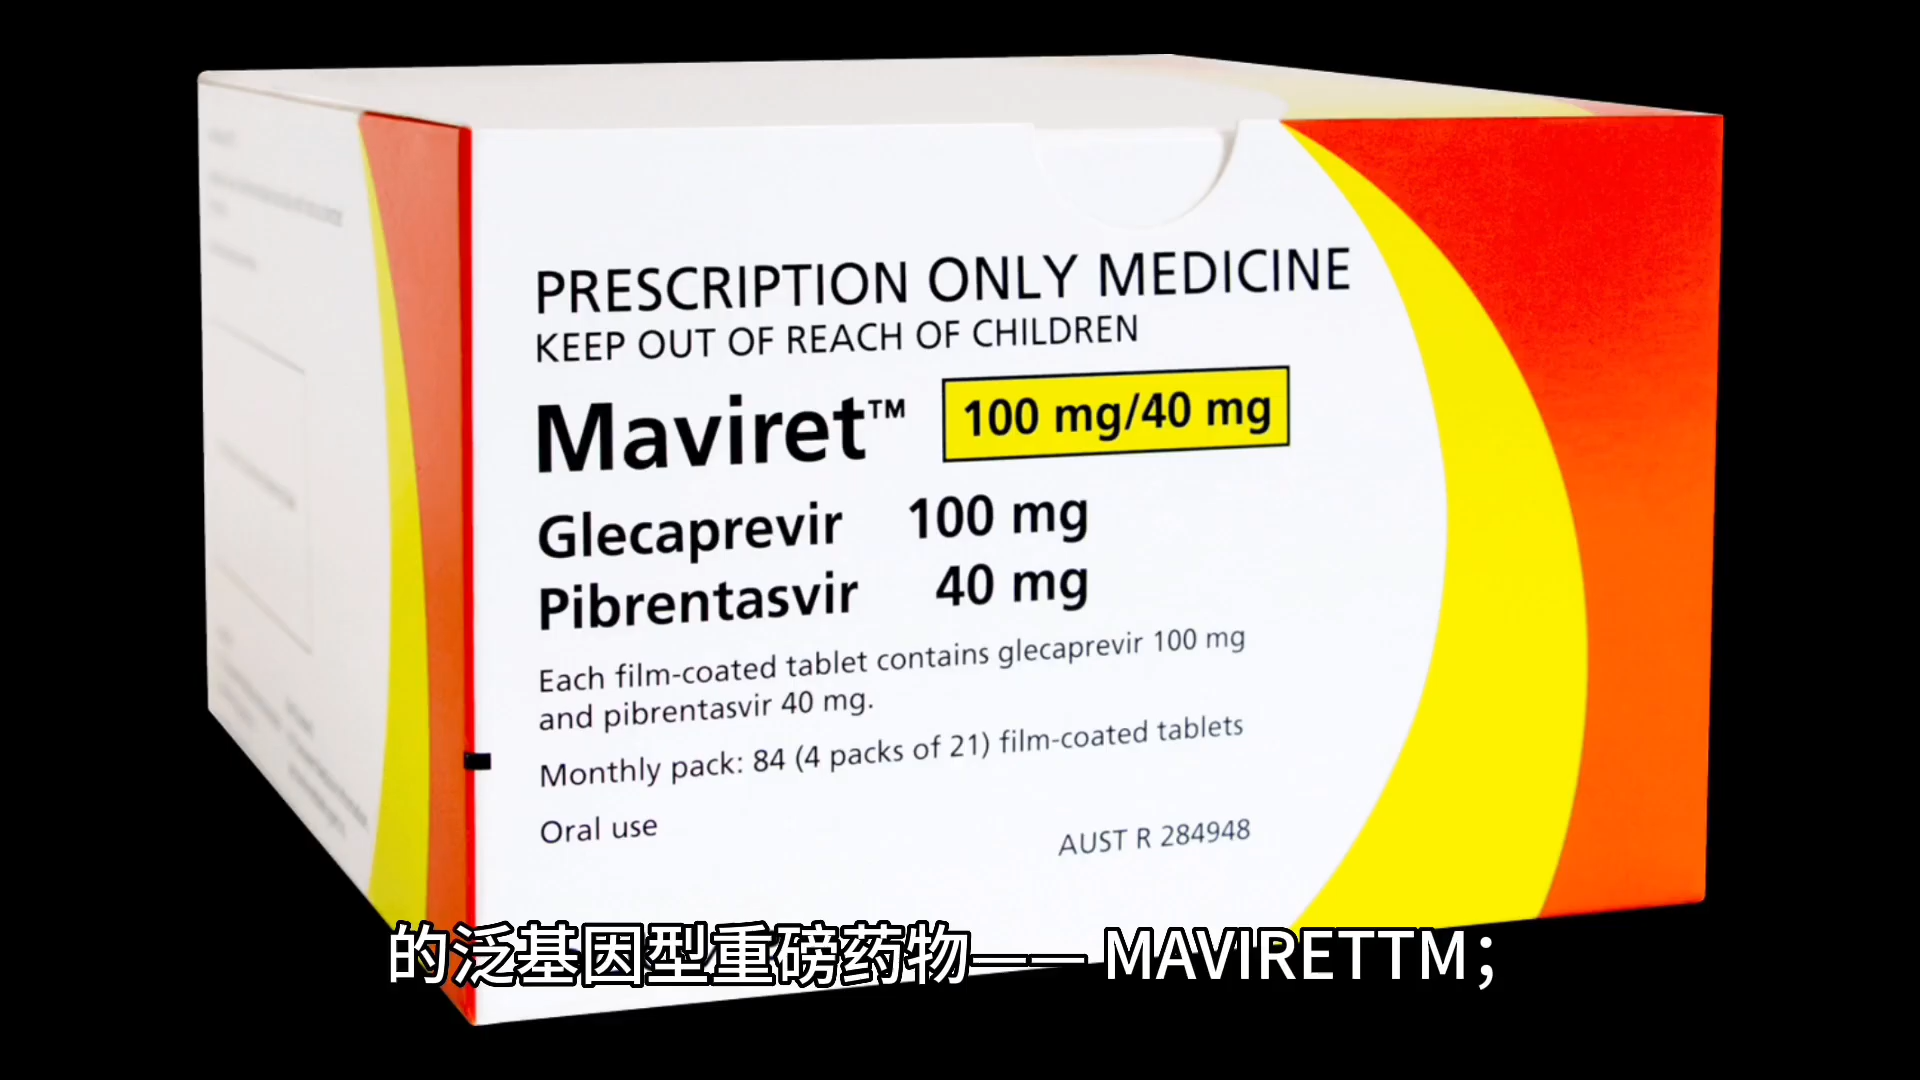 PRESCRIPTION ONLY MEDICINE
KEEP OUT OF REACH OF CHILDREN
Maviret™ 100 mg/40 mg
Glecaprevir 100 mg
Pibrentasvir 40 mg
Each film-coated tablet contains glecaprevir 100 mg
and pibrentasvir 40 mg.
Monthly pack: 84 (4 packs of 21) film-coated tablets
Oral use
AUST R 284948
的泛基因型重磅药物—— MAVIRETTM；